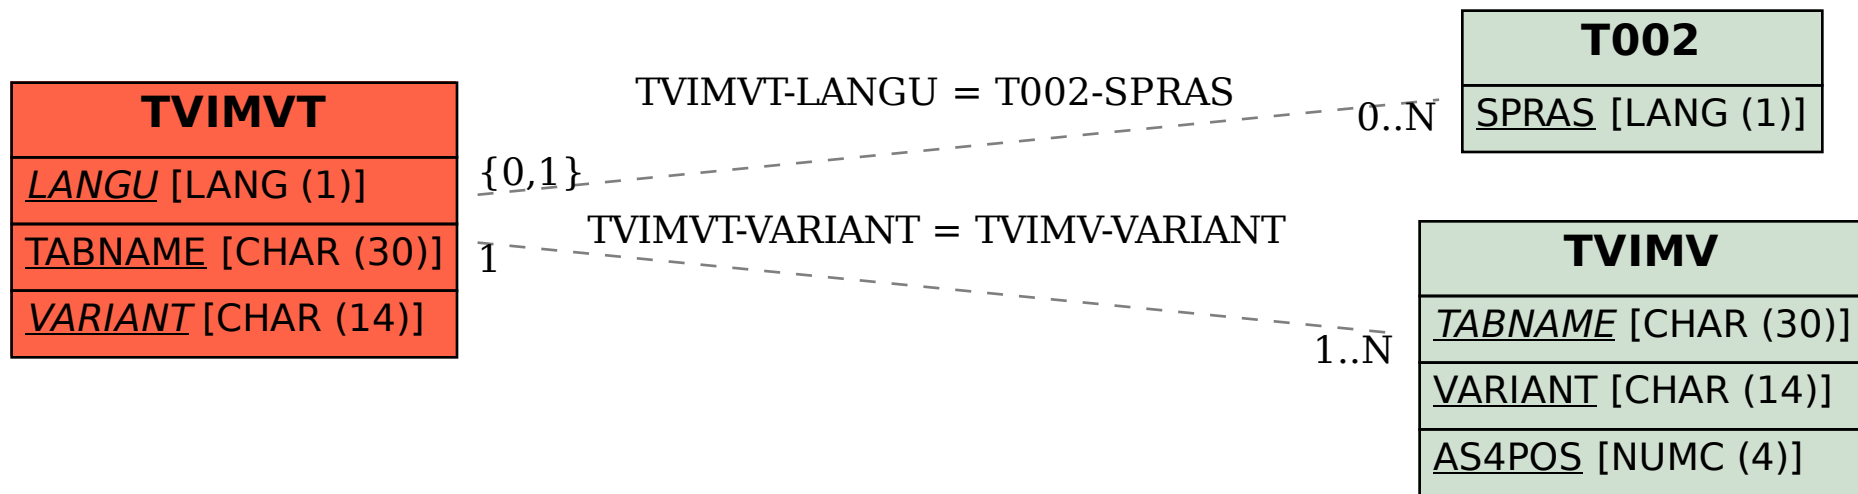 TVIMVT
LANGU [LANG (1)]
TABNAME [CHAR (30)]
VARIANT [CHAR (14)]
TVIMVT-LANGU = T002-SPRAS
{0,1}
0..N
TVIMVT-VARIANT = TVIMV-VARIANT
1
1..N
T002
SPRAS [LANG (1)]
TVIMV
TABNAME [CHAR (30)]
VARIANT [CHAR (14)]
AS4POS [NUMC (4)]